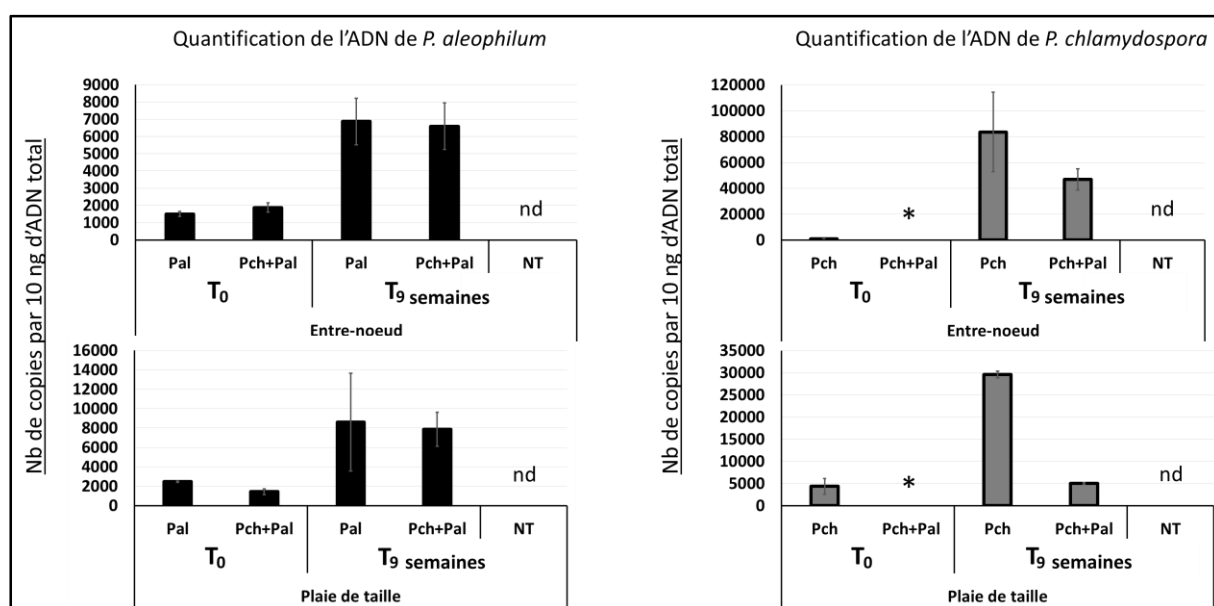 Quantification de l'ADN de P. aleophilum
Nb de copies par 10 ng d'ADN total
9000
8000
7000
6000
5000
4000
3000
2000
1000
0
nd
Pal Pch+Pal Pal Pch+Pal NT
T0 T9 semaines
Entre-noeud
16000
14000
12000
10000
8000
6000
4000
2000
0
nd
Pal Pch+Pal Pal Pch+Pal NT
T0 T9 semaines
Plaie de taille
Quantification de l'ADN de P. chlamydospora
Nb de copies par 10 ng d'ADN total
120000
100000
80000
60000
40000
20000
0
* nd
Pch Pch+Pal Pch Pch+Pal NT
T0 T9 semaines
Entre-noeud
35000
30000
25000
20000
15000
10000
5000
0
* nd
Pch Pch+Pal Pch Pch+Pal NT
T0 T9 semaines
Plaie de taille